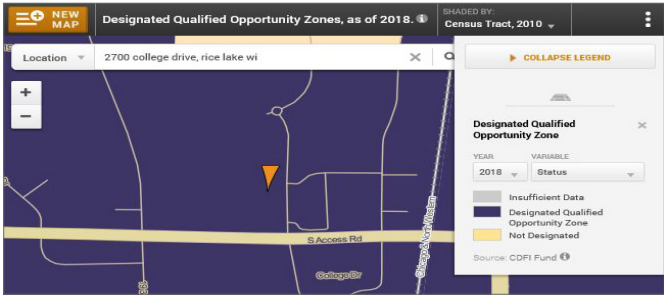 NEW
MAP
Designated Qualified Opportunity Zones, as of 2018.
SHADED BY:
Census Tract, 2010
Location
2700 college drive, rice lake wi
COLLAPSE LEGEND
+
−
Designated Qualified
Opportunity Zone
YEAR
VARIABLE
2018
Status
Insufficient Data
Designated Qualified
Opportunity Zone
Not Designated
Source: CDFI Fund
S Access Rd
College Dr